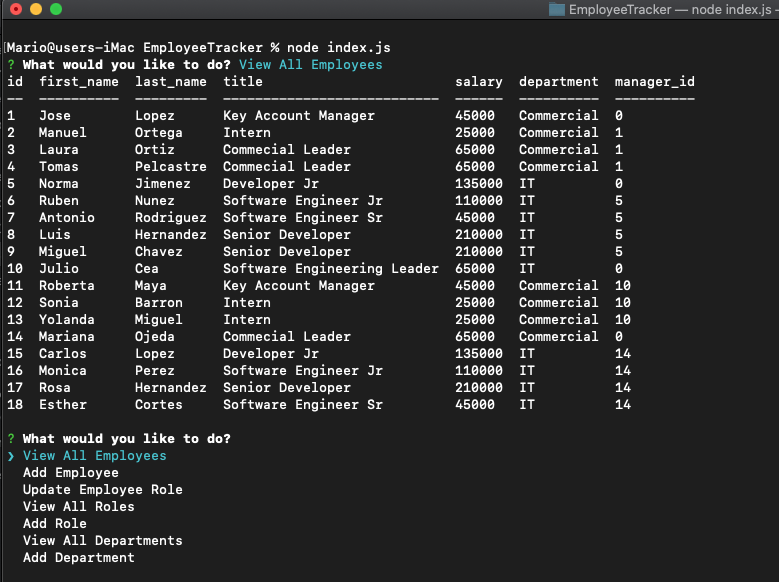 EmployeeTracker — node index.js —
[Mario@users-iMac EmployeeTracker % node index.js
? What would you like to do? View All Employees
id  first_name  last_name  title                        salary  department  manager_id
--  ----------  ---------  ---------------------------  ------  ----------  ----------
1   Jose        Lopez      Key Account Manager          45000   Commercial  0
2   Manuel      Ortega     Intern                       25000   Commercial  1
3   Laura       Ortiz      Commecial Leader             65000   Commercial  1
4   Tomas       Pelcastre  Commecial Leader             65000   Commercial  1
5   Norma       Jimenez    Developer Jr                 135000  IT          0
6   Ruben       Nunez      Software Engineer Jr         110000  IT          5
7   Antonio     Rodriguez  Software Engineer Sr         45000   IT          5
8   Luis        Hernandez  Senior Developer             210000  IT          5
9   Miguel      Chavez     Senior Developer             210000  IT          5
10  Julio       Cea        Software Engineering Leader  65000   IT          0
11  Roberta     Maya       Key Account Manager          45000   Commercial  10
12  Sonia       Barron     Intern                       25000   Commercial  10
13  Yolanda     Miguel     Intern                       25000   Commercial  10
14  Mariana     Ojeda      Commecial Leader             65000   Commercial  0
15  Carlos      Lopez      Developer Jr                 135000  IT          14
16  Monica      Perez      Software Engineer Jr         110000  IT          14
17  Rosa        Hernandez  Senior Developer             210000  IT          14
18  Esther      Cortes     Software Engineer Sr         45000   IT          14
? What would you like to do?
❯ View All Employees
Add Employee
Update Employee Role
View All Roles
Add Role
View All Departments
Add Department